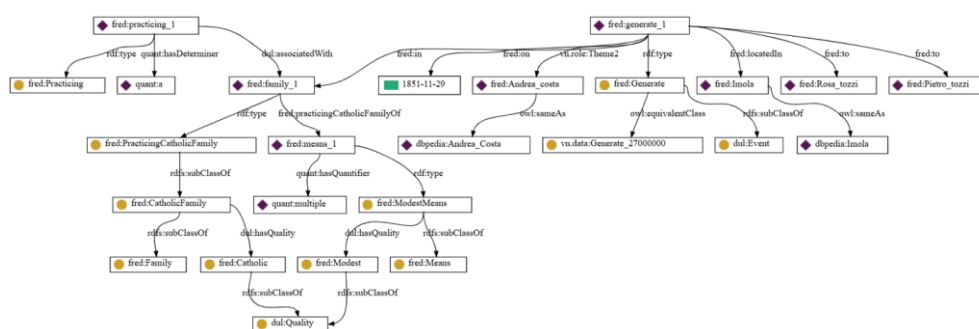 fred:practicing_1
fred:generate_1
rdf:type
quant:hasDeterminer
dul:associatedWith
fred:in
fred:on
vn.role:Theme2
rdf:type
fred:locatedIn
fred:to
fred:to
fred:Practicing
quant:a
fred:family_1
1851-11-29
fred:Andrea_costa
fred:Generate
fred:Imola
fred:Rosa_tozzi
fred:Pietro_tozzi
rdf:type
fred:practicingCatholicFamilyOf
owl:sameAs
owl:equivalentClass
rdfs:subClassOf
owl:sameAs
fred:PracticingCatholicFamily
fred:means_1
dbpedia:Andrea_Costa
vn.data:Generate_27000000
dul:Event
dbpedia:Imola
rdfs:subClassOf
quant:hasQuantifier
rdf:type
fred:CatholicFamily
quant:multiple
fred:ModestMeans
rdfs:subClassOf
dul:hasQuality
dul:hasQuality
rdfs:subClassOf
fred:Family
fred:Catholic
fred:Modest
fred:Means
rdfs:subClassOf
rdfs:subClassOf
dul:Quality